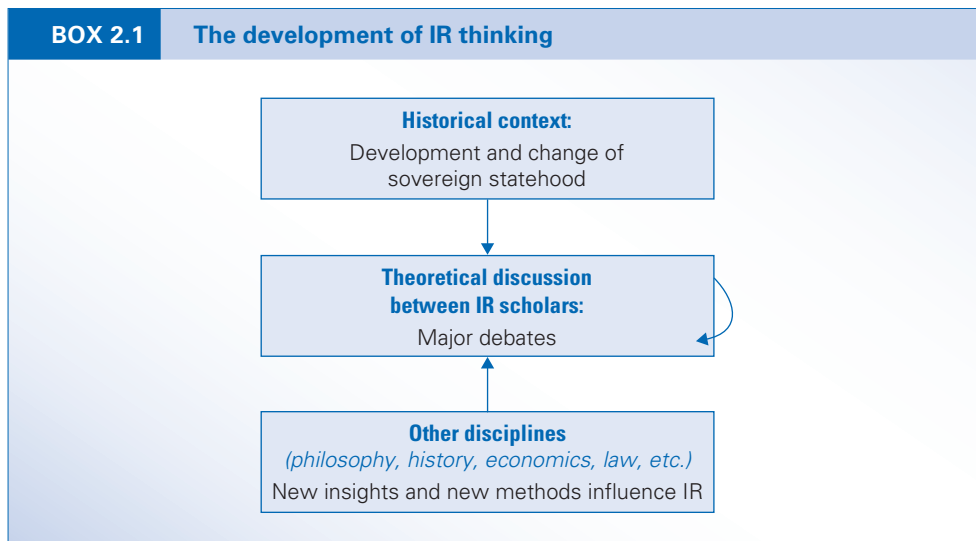 BOX 2.1 The development of IR thinking
Historical context:
Development and change of
sovereign statehood
Theoretical discussion
between IR scholars:
Major debates
Other disciplines
(philosophy, history, economics, law, etc.)
New insights and new methods influence IR